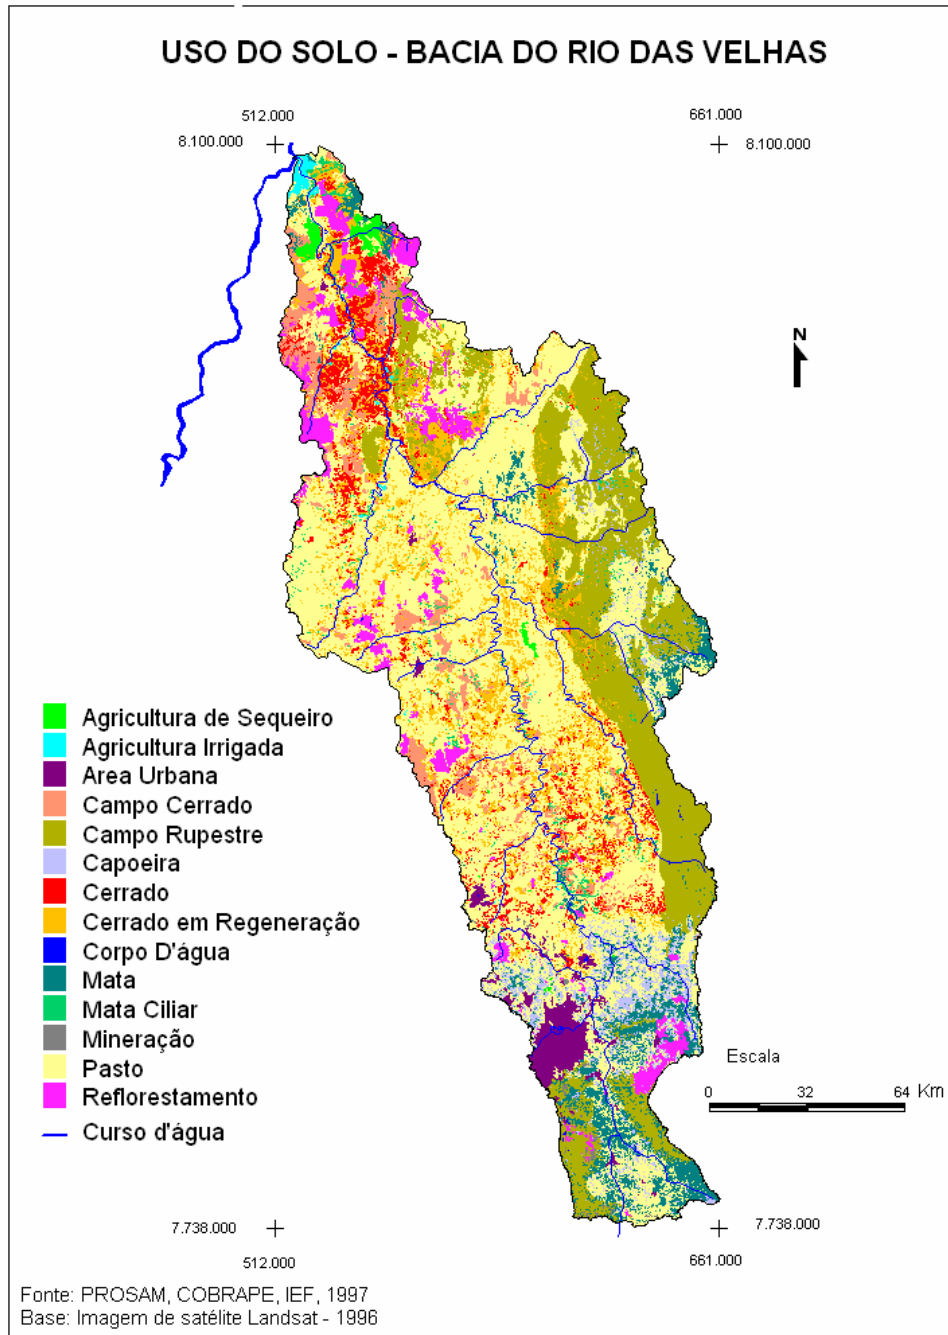 USO DO SOLO - BACIA DO RIO DAS VELHAS
512.000
661.000
8.100.000
8.100.000
N
Agricultura de Sequeiro
Agricultura Irrigada
Area Urbana
Campo Cerrado
Campo Rupestre
Capoeira
Cerrado
Cerrado em Regeneração
Corpo D'água
Mata
Mata Ciliar
Mineração
Pasto
Reflorestamento
Curso d'água
Escala
0 32 64 Km
7.738.000
7.738.000
512.000
661.000
Fonte: PROSAM, COBRAPE, IEF, 1997
Base: Imagem de satélite Landsat - 1996